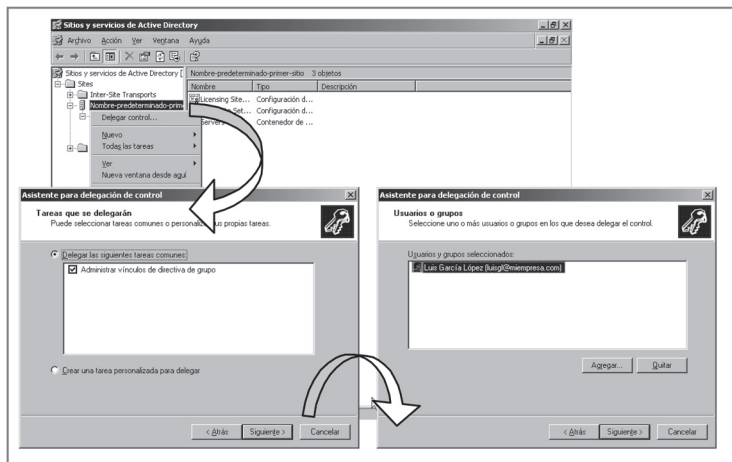 Sitios y servicios de Active Directory
Archivo Acción Ver Ventana Ayuda
Sitios y servicios de Active Directory [
Nombre-predeterminado-primer-sitio 3 objetos
Sites
Nombre Tipo Descripción
Inter-Site Transports
Licensing Site... Configuración d...
Nombre-predeterminado-prime
Set... Configuración d...
Delegar control...
Servers Contenedor de ...
Nuevo
Todas las tareas
Ver
Nueva ventana desde aquí
Asistente para delegación de control
Tareas que se delegarán
Puede seleccionar tareas comunes o sus propias tareas.
Delegar las siguientes tareas comunes:
Administrar vínculos de directiva de grupo
Crear una tarea personalizada para delegar
< Atrás Siguiente > Cancelar
Asistente para delegación de control
Usuarios o grupos
Seleccione uno o más usuarios o grupos en los que desea delegar el control.
Usuarios y grupos seleccionados:
Luis García López (luisgl@miempresa.com)
Agregar... Quitar
< Atrás Siguiente > Cancelar